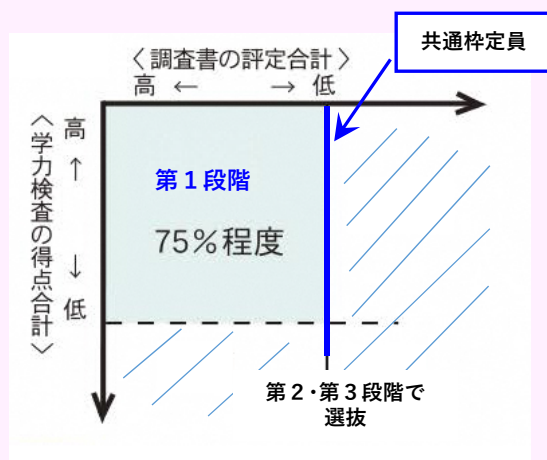 共通枠定員
〈調査書の評定合計〉
高 ← → 低
〈学力検査の得点合計〉
高 ↑ ↓ 低
第1段階
75%程度
第2・第3段階で
選抜